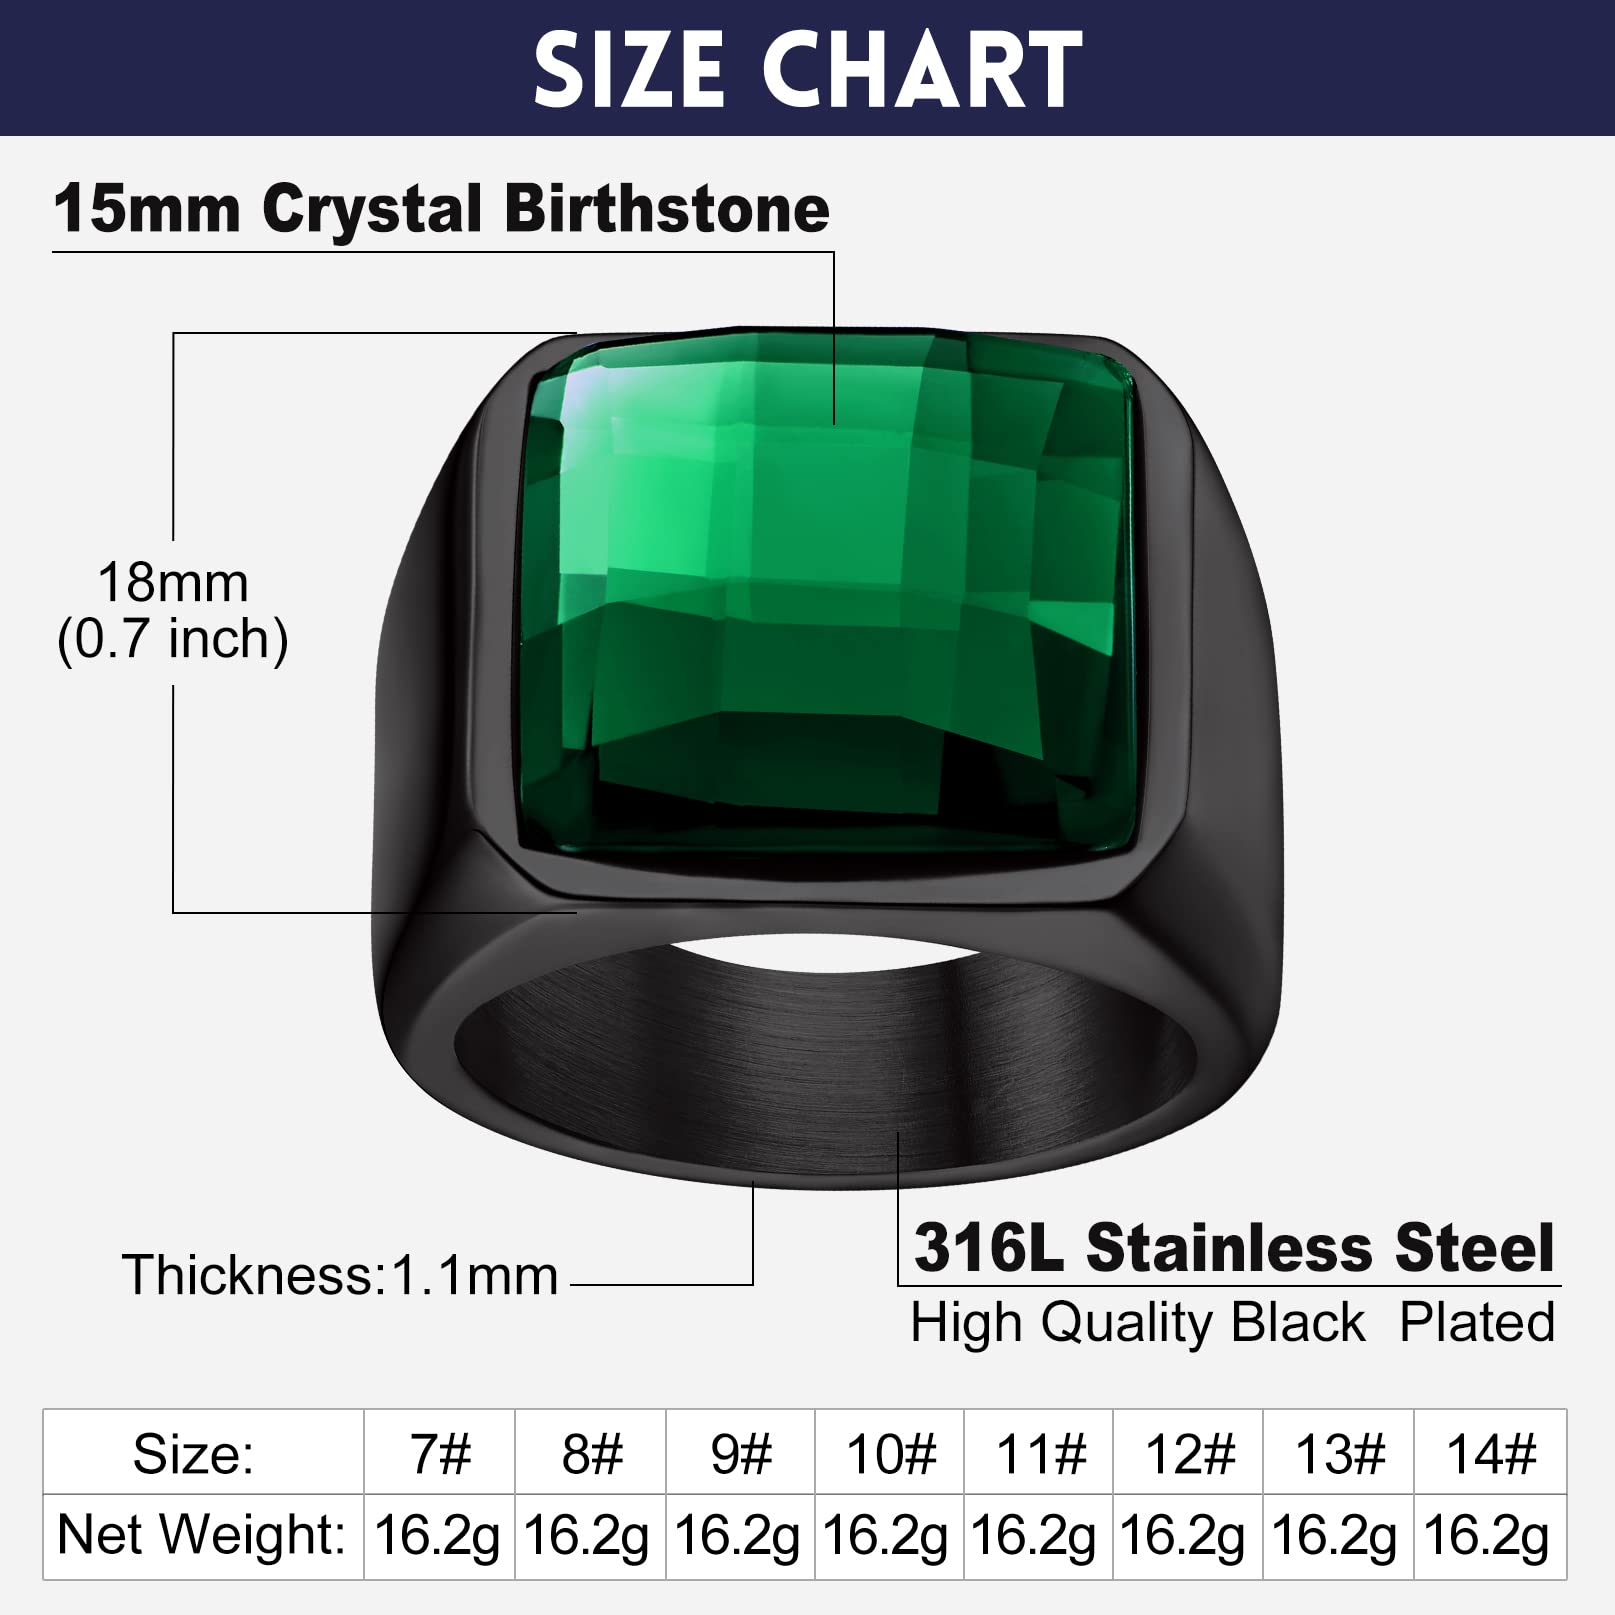 SIZE CHART
15mm Crystal Birthstone
18mm
(0.7 inch)
Thickness:1.1mm
316L Stainless Steel
High Quality Black Plated
Size: 7# 8# 9# 10# 11# 12# 13# 14#
Net Weight: 16.2g 16.2g 16.2g 16.2g 16.2g 16.2g 16.2g 16.2g